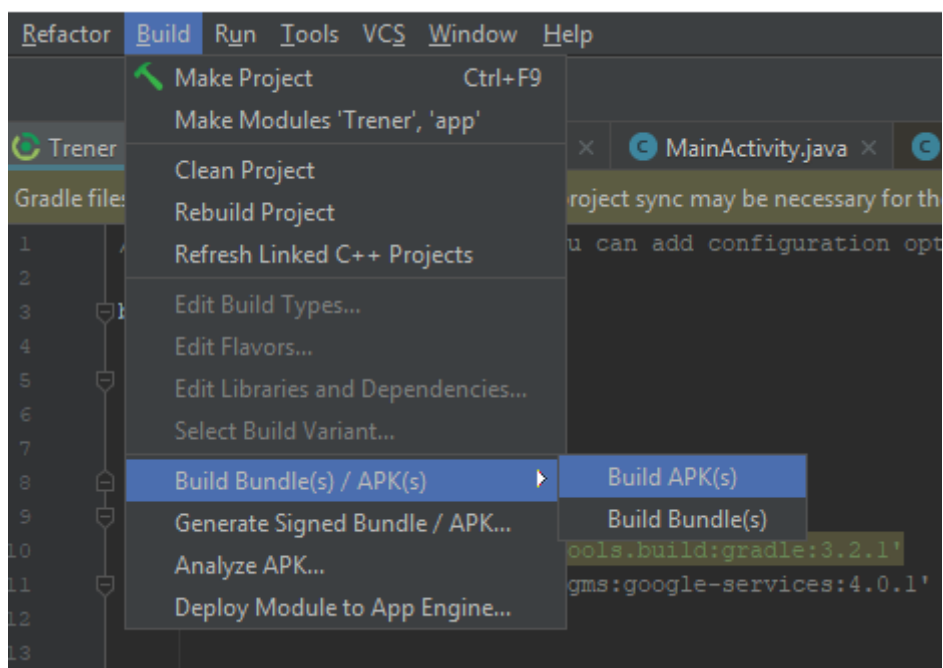 Refactor Build Run Tools VCS Window Help
Make Project Ctrl+F9
Make Modules 'Trener', 'app'
Trener MainActivity.java
Clean Project
Gradle files roject sync may be necessary for the
Rebuild Project
1 u can add configuration opt
Refresh Linked C++ Projects
2
Edit Build Types...
3
Edit Flavors...
4
Edit Libraries and Dependencies...
5
6
Select Build Variant...
7
Build Bundle(s) / APK(s) Build APK(s)
8
Generate Signed Bundle / APK... Build Bundle(s)
9
10 ools.build:gradle:3.2.1'
Analyze APK...
11 gms:google-services:4.0.1'
Deploy Module to App Engine...
12
13